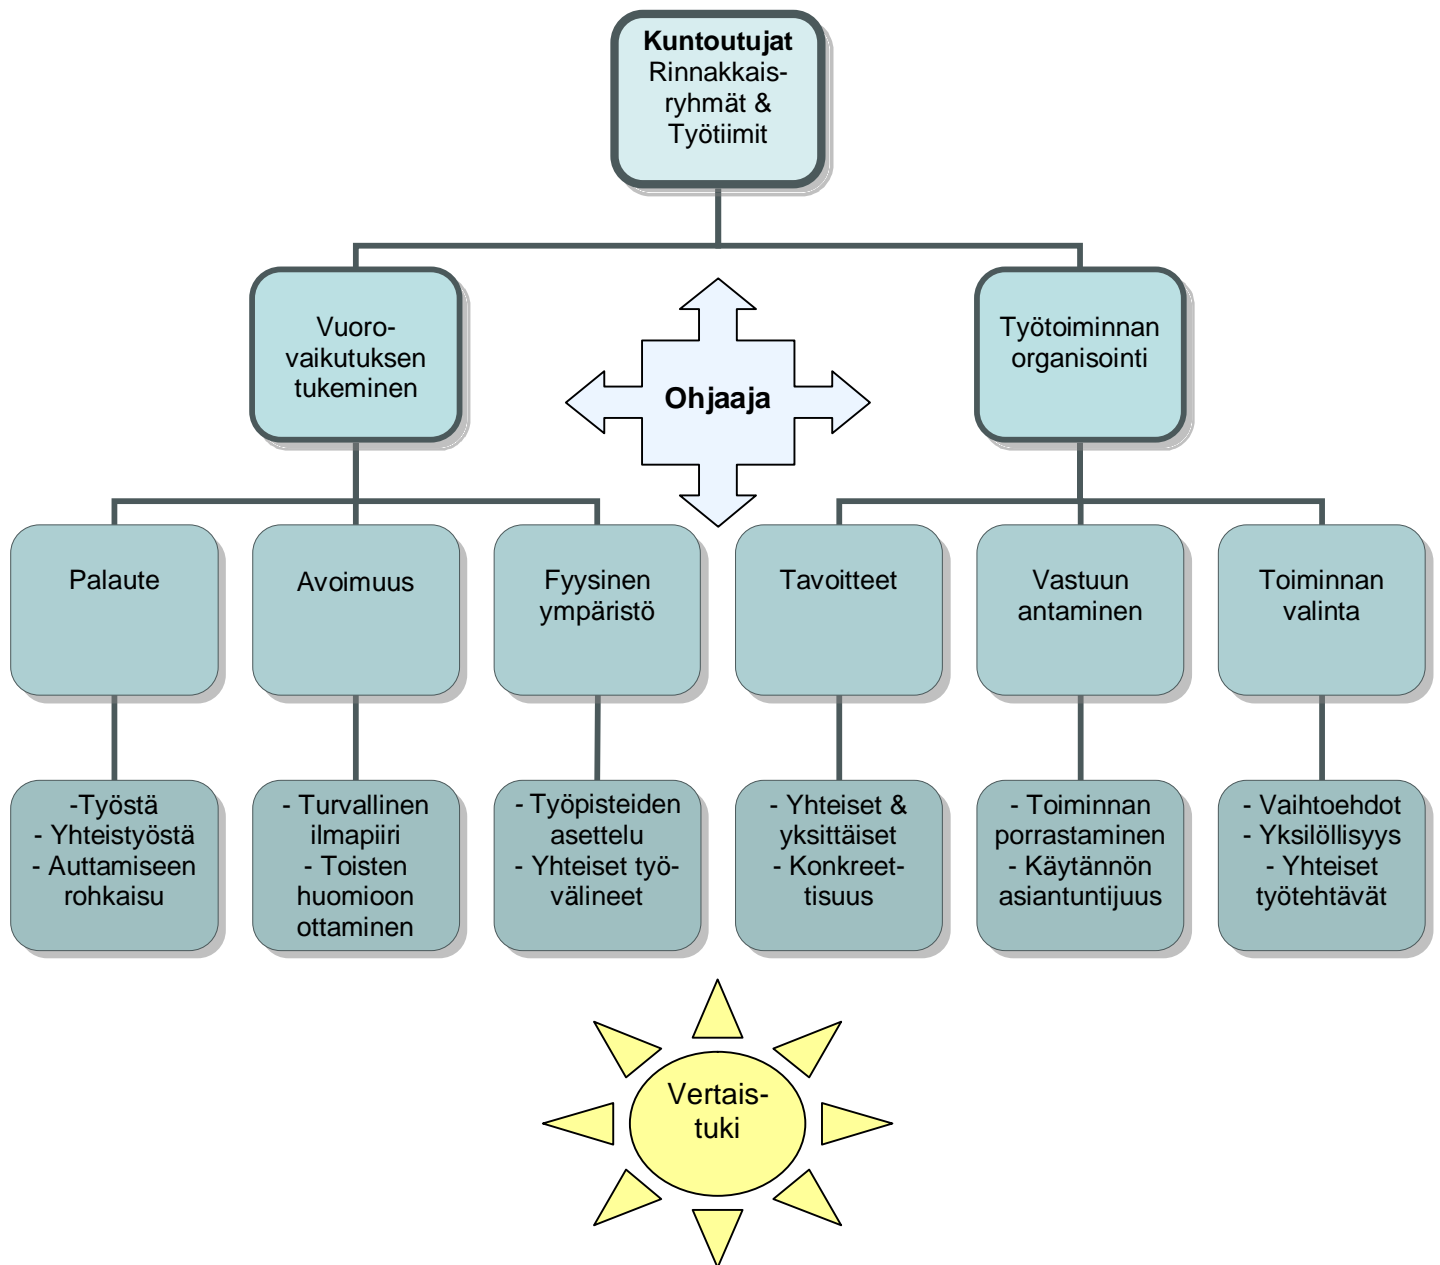 Kuntoutujat
Rinnakkais-
ryhmät &
Työtiimit
Vuoro-
vaikutuksen
tukeminen
Ohjaaja
Työtoiminnan
organisointi
Palaute
Avoimuus
Fyysinen
ympäristö
Tavoitteet
Vastuun
antaminen
Toiminnan
valinta
-Työstä
- Yhteistyöstä
- Auttamiseen
rohkaisu
- Turvallinen
ilmapiiri
- Toisten
huomioon
ottaminen
- Työpisteiden
asettelu
- Yhteiset työ-
välineet
- Yhteiset &
yksittäiset
- Konkreet-
tisuus
- Toiminnan
porrastaminen
- Käytännön
asiantuntijuus
- Vaihtoehdot
- Yksilöllisyys
- Yhteiset
työtehtävät
Vertais-
tuki